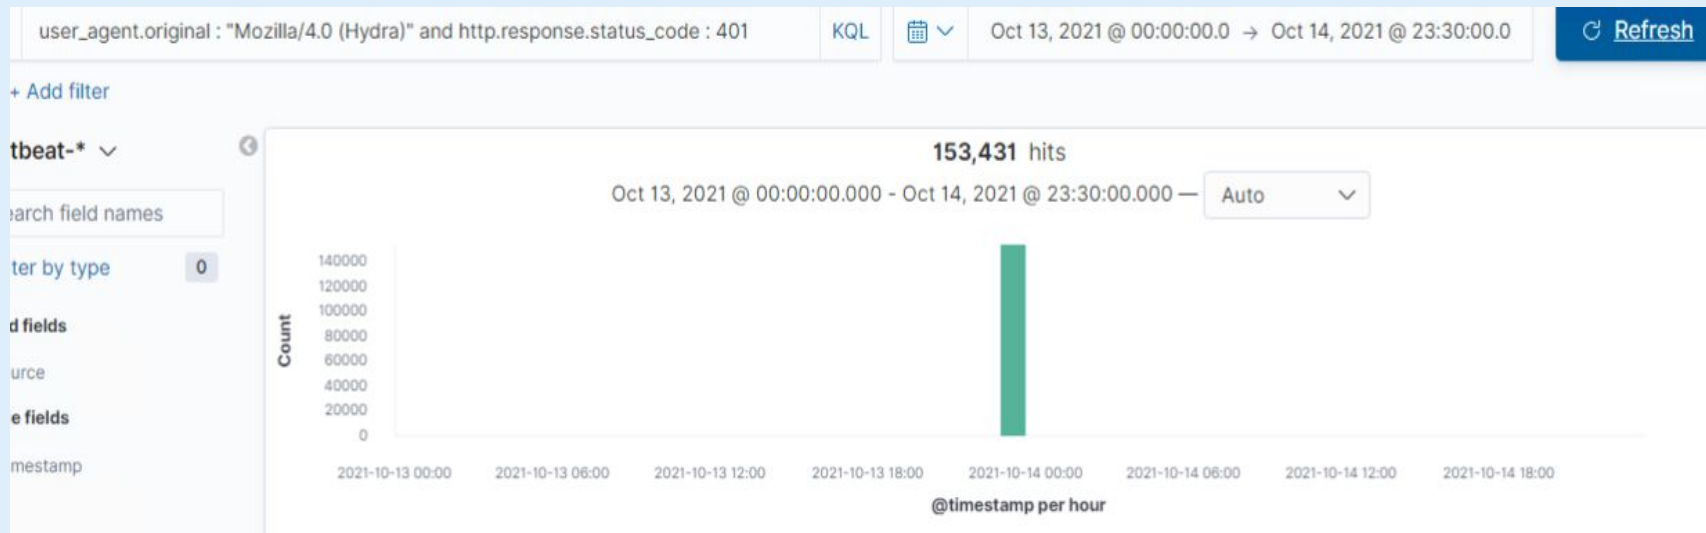 user_agent.original : "Mozilla/4.0 (Hydra)" and http.response.status_code : 401 KQL Oct 13, 2021 @ 00:00:00.0 → Oct 14, 2021 @ 23:30:00.0 Refresh
+ Add filter
tbeat-*
153,431 hits
Oct 13, 2021 @ 00:00:00.000 - Oct 14, 2021 @ 23:30:00.000 — Auto
earch field names
ter by type 0
d fields
urce
e fields
mestamp
Count
140000
120000
100000
80000
60000
40000
20000
0
2021-10-13 00:00 2021-10-13 06:00 2021-10-13 12:00 2021-10-13 18:00 2021-10-14 00:00 2021-10-14 06:00 2021-10-14 12:00 2021-10-14 18:00
@timestamp per hour